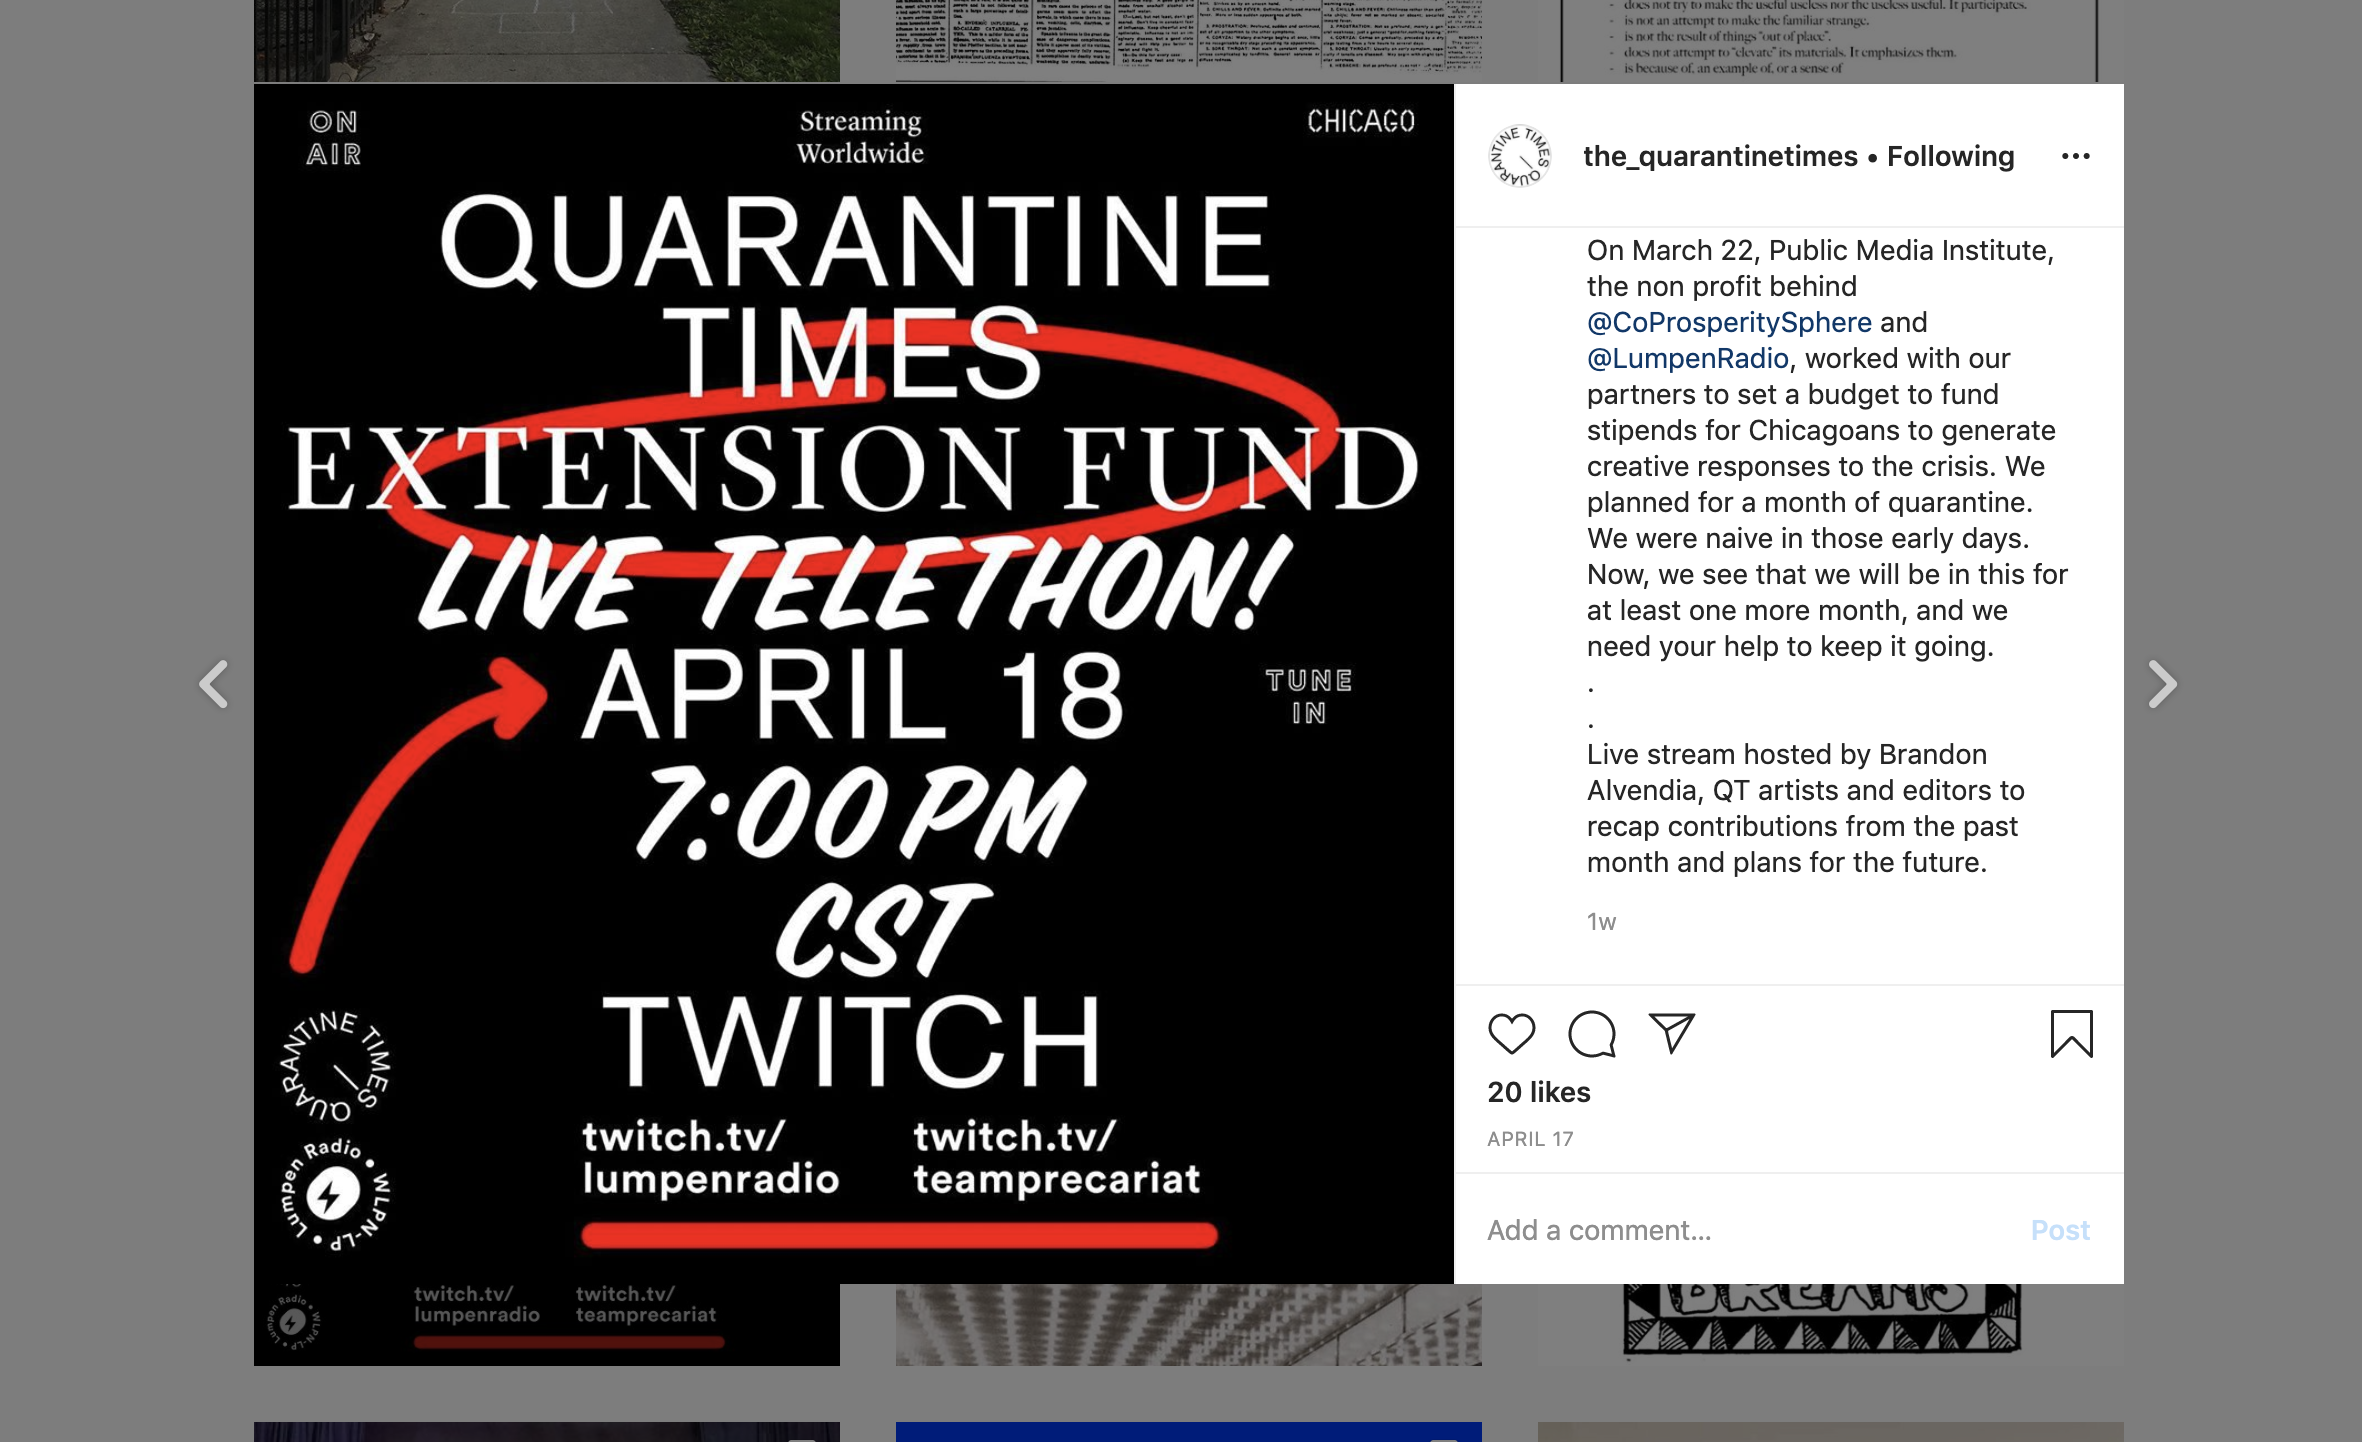 does not try to make the useful useless nor the useless useful. It participates.
- is not an attempt to make the familiar strange.
- is not the result of things "out of place".
- does not attempt to "elevate" its materials. It emphasizes them.
- is because of, an example of, or a sense of
ON
AIR
Streaming
Worldwide
CHICAGO
QUARANTINE
TIMES
EXTENSION FUND
LIVE TELETHON!
APRIL 18
TUNE
IN
7:00 PM
CST
TWITCH
twitch.tv/
lumpenradio
twitch.tv/
teamprecariat
QUARANTINE TIMES
Lumpen Radio • WLPN-LP •
QUARANTINE TIMES
the_quarantinetimes • Following
On March 22, Public Media Institute,
the non profit behind
@CoProsperitySphere and
@LumpenRadio, worked with our
partners to set a budget to fund
stipends for Chicagoans to generate
creative responses to the crisis. We
planned for a month of quarantine.
We were naive in those early days.
Now, we see that we will be in this for
at least one more month, and we
need your help to keep it going.
.
.
Live stream hosted by Brandon
Alvendia, QT artists and editors to
recap contributions from the past
month and plans for the future.
1w
20 likes
APRIL 17
Add a comment...
Post
twitch.tv/
lumpenradio
twitch.tv/
teamprecariat
Lumpen Radio • WLPN-LP •
DREAMS